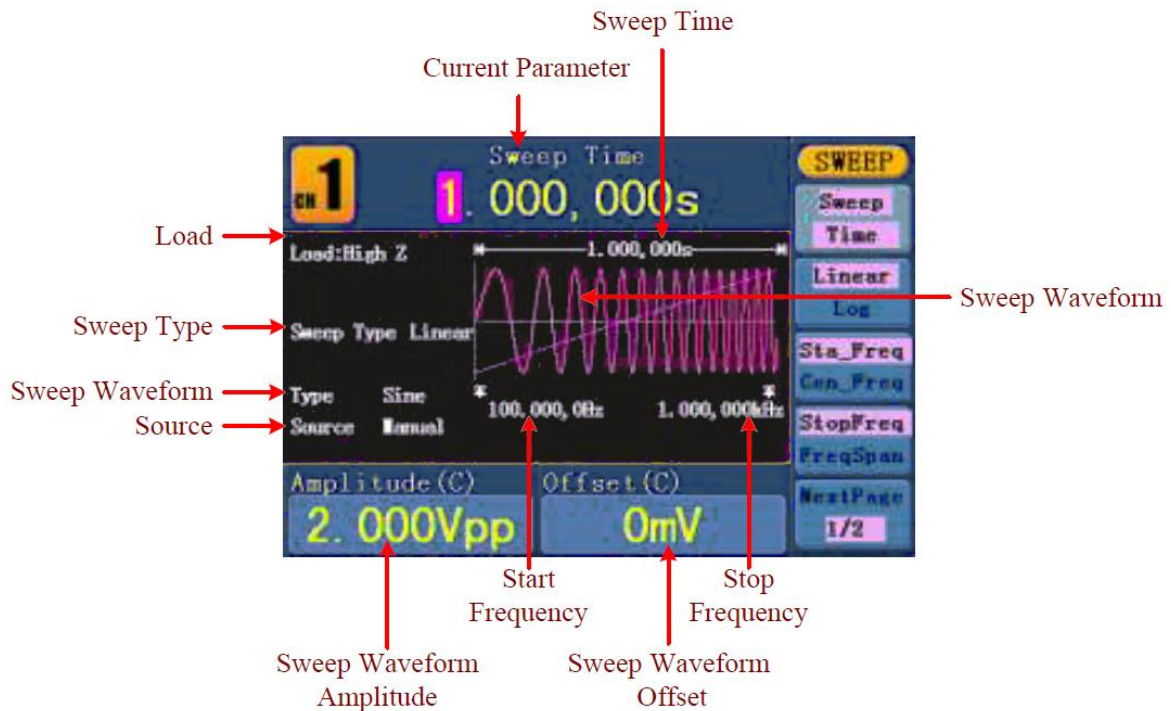 Sweep Time
Current Parameter
CH 1
Sweep Time
1.000,000s
SWEEP
Sweep
Time
Load
Load:High Z
1.000,000s
Linear
Log
Sweep Waveform
Sweep Type
Sweep Type Linear
Sta_Freq
Cen_Freq
Sweep Waveform
Type Sine
100.000,0Hz 1.000,000kHz
Source
Source Manual
StopFreq
FreqSpan
Amplitude(C) Offset(C)
2.000Vpp 0mV
NextPage
1/2
Start
Frequency
Stop
Frequency
Sweep Waveform
Amplitude
Sweep Waveform
Offset